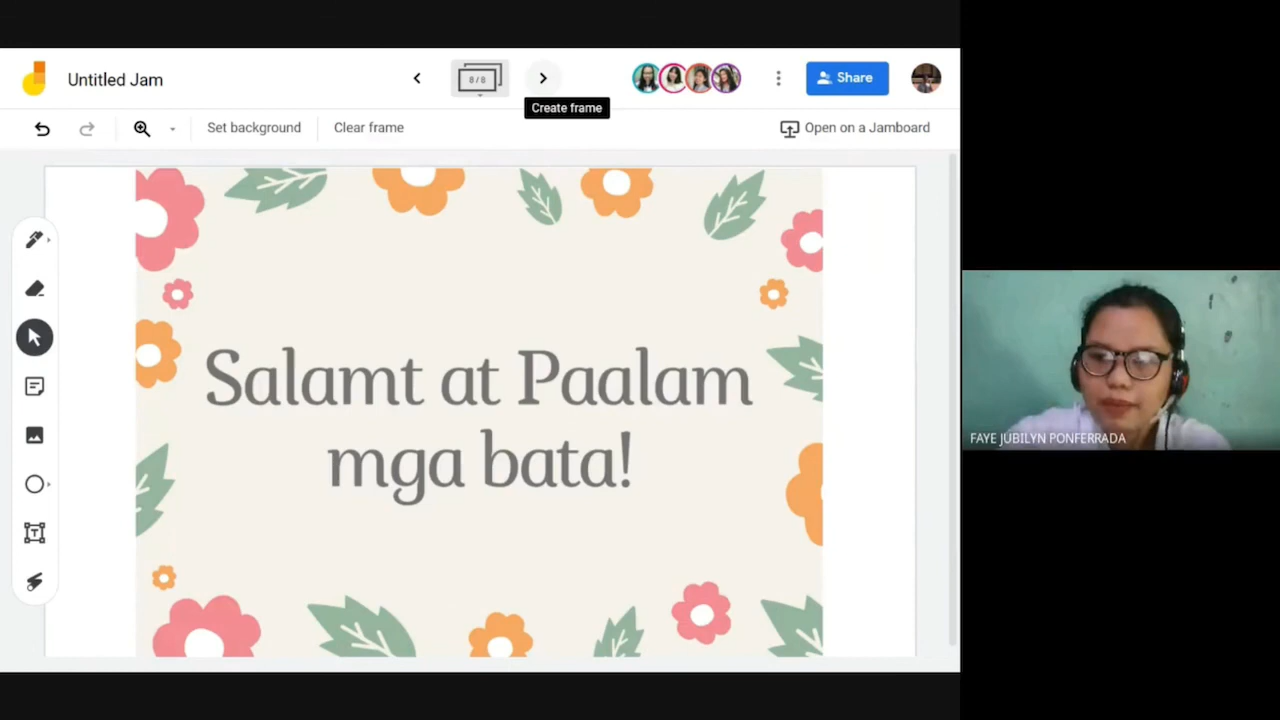 Untitled Jam
8/8
Share
Create frame
Set background
Clear frame
Open on a Jamboard
Salamt at Paalam
mga bata!
FAYE JUBILYN PONFERRADA